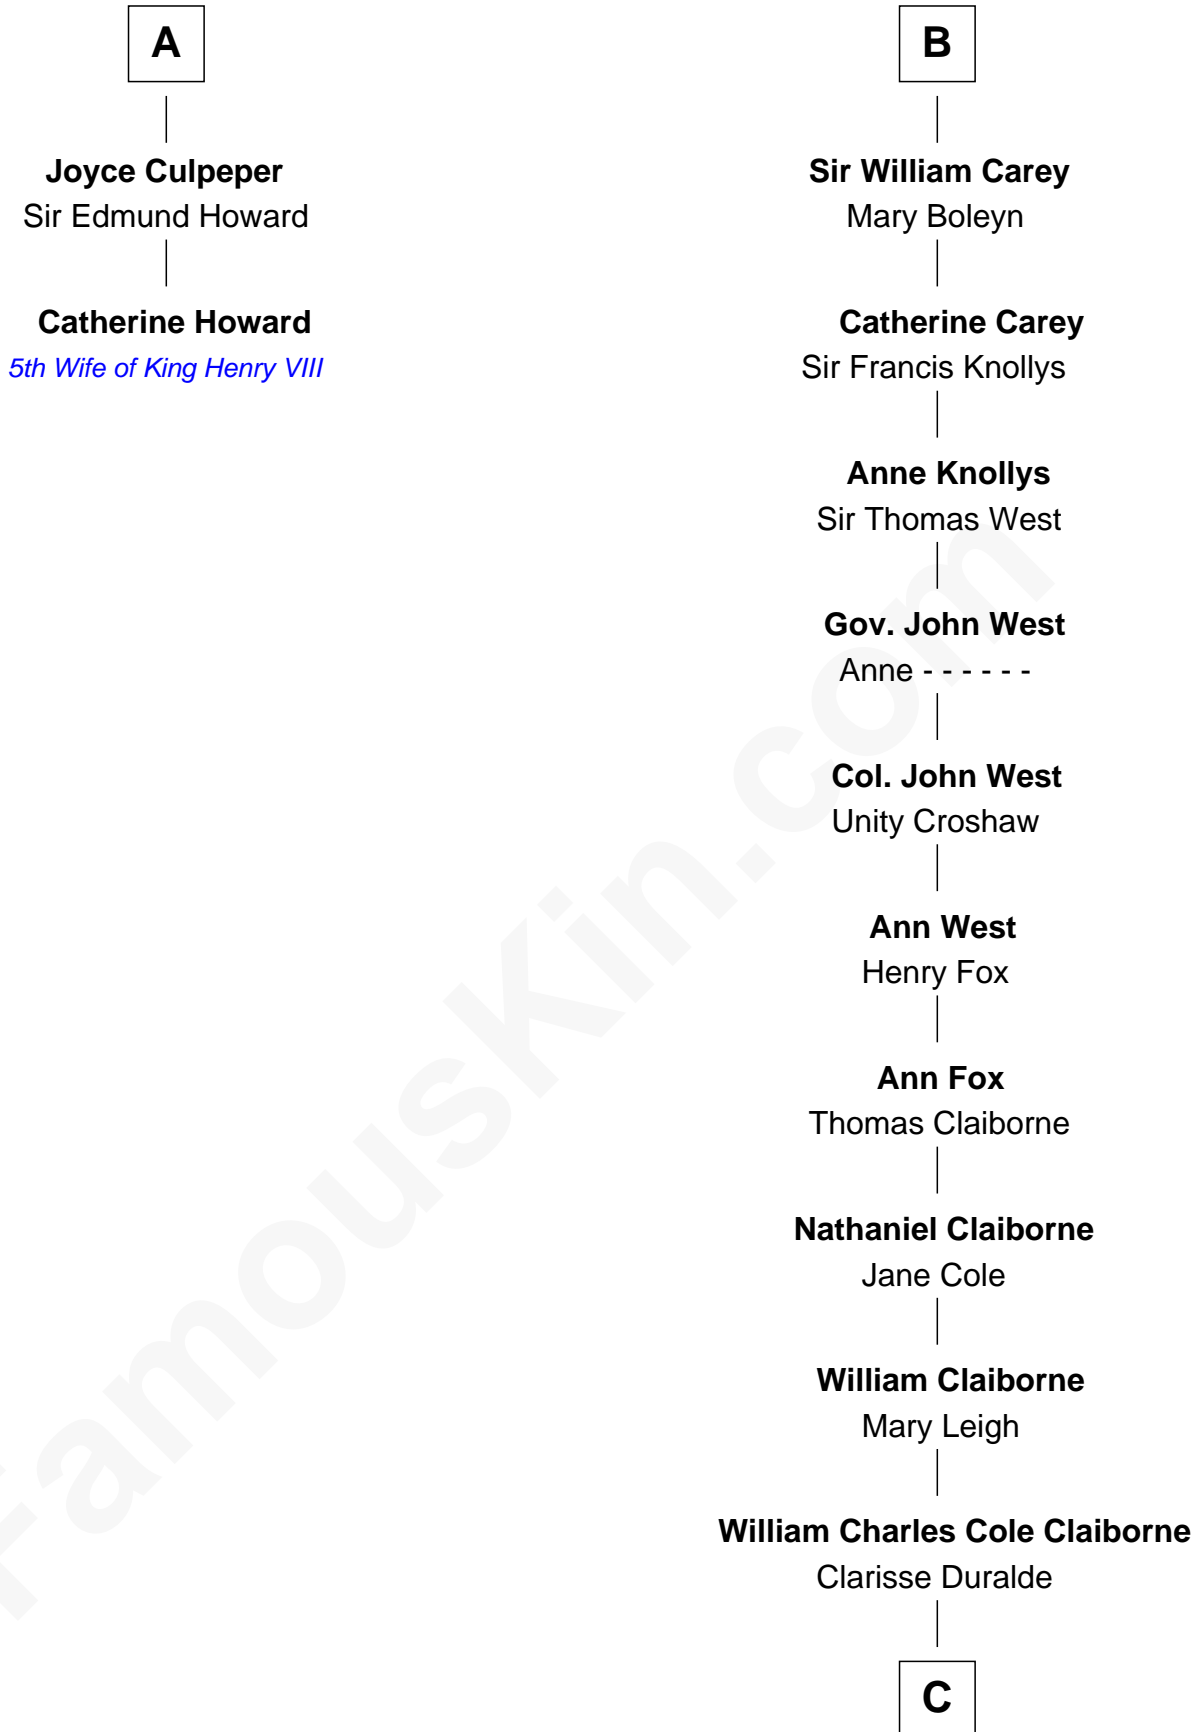 A
Joyce Culpeper
Sir Edmund Howard
Catherine Howard
5th Wife of King Henry VIII
B
Sir William Carey
Mary Boleyn
Catherine Carey
Sir Francis Knollys
Anne Knollys
Sir Thomas West
Gov. John West
Anne - - - - - -
Col. John West
Unity Croshaw
Ann West
Henry Fox
Ann Fox
Thomas Claiborne
Nathaniel Claiborne
Jane Cole
William Claiborne
Mary Leigh
William Charles Cole Claiborne
Clarisse Duralde
C
FamousKin.com